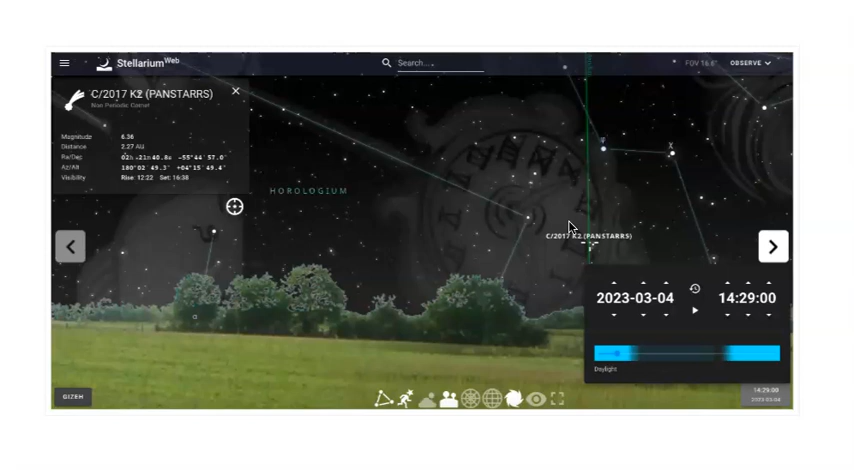 StellariumWeb
Search...
FOV 16.6°
OBSERVE
C/2017 K2 (PANSTARRS)
Non Periodic Comet
Magnitude 6.36
Distance 2.27 AU
Ra/Dec 02h 21m 40.8s -55°44' 57.0"
Az/Alt 180°02' 49.3" +04°15' 49.4"
Visibility Rise: 12:22 Set: 16:38
HOROLOGIUM
C/2017 K2 (PANSTARRS)
2023-03-04
14:29:00
Daylight
GIZEH
14:29:00
2023-03-04